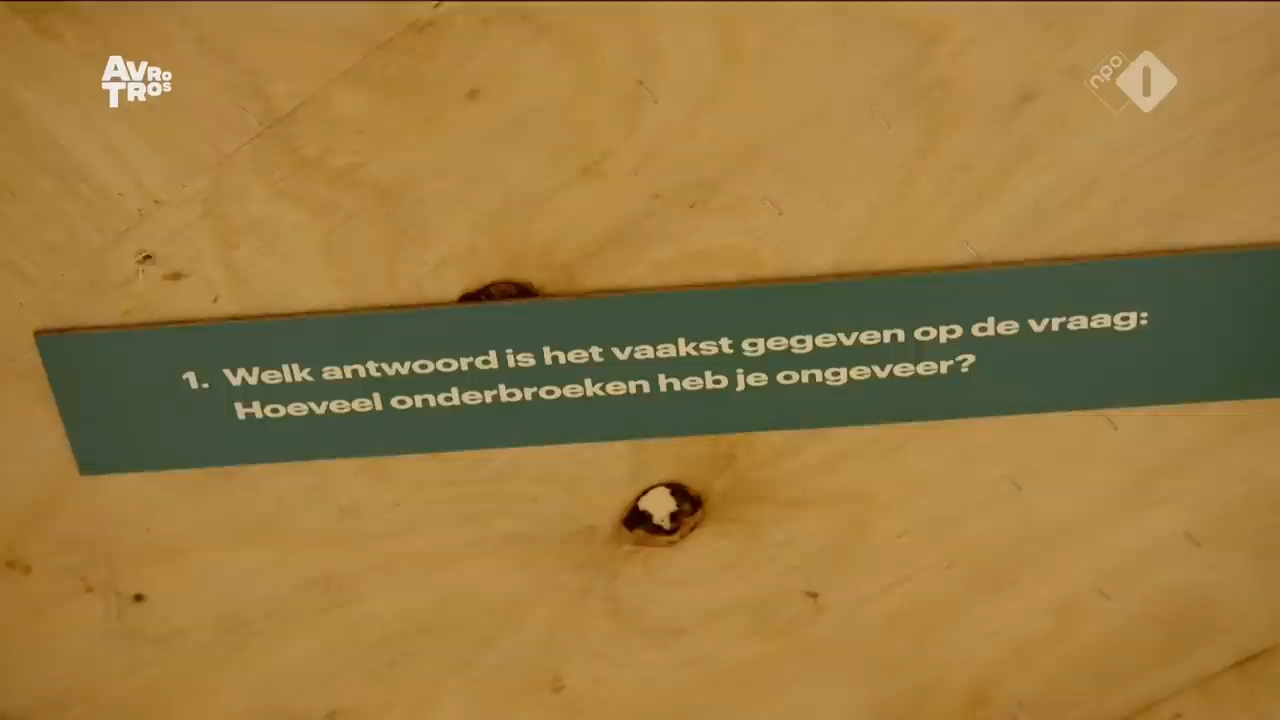 AVRO
TROS
npo 1
1. Welk antwoord is het vaakst gegeven op de vraag:
Hoeveel onderbroeken heb je ongeveer?